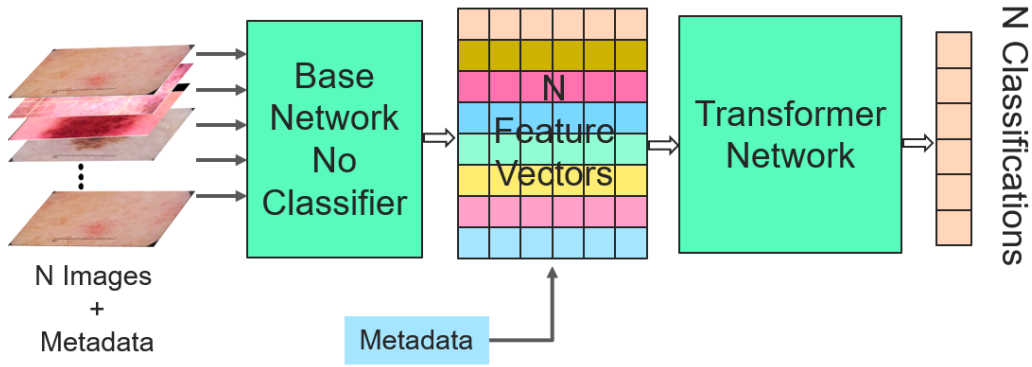 N Images
+
Metadata
Base
Network
No
Classifier
N
Feature
Vectors
Metadata
Transformer
Network
N Classifications